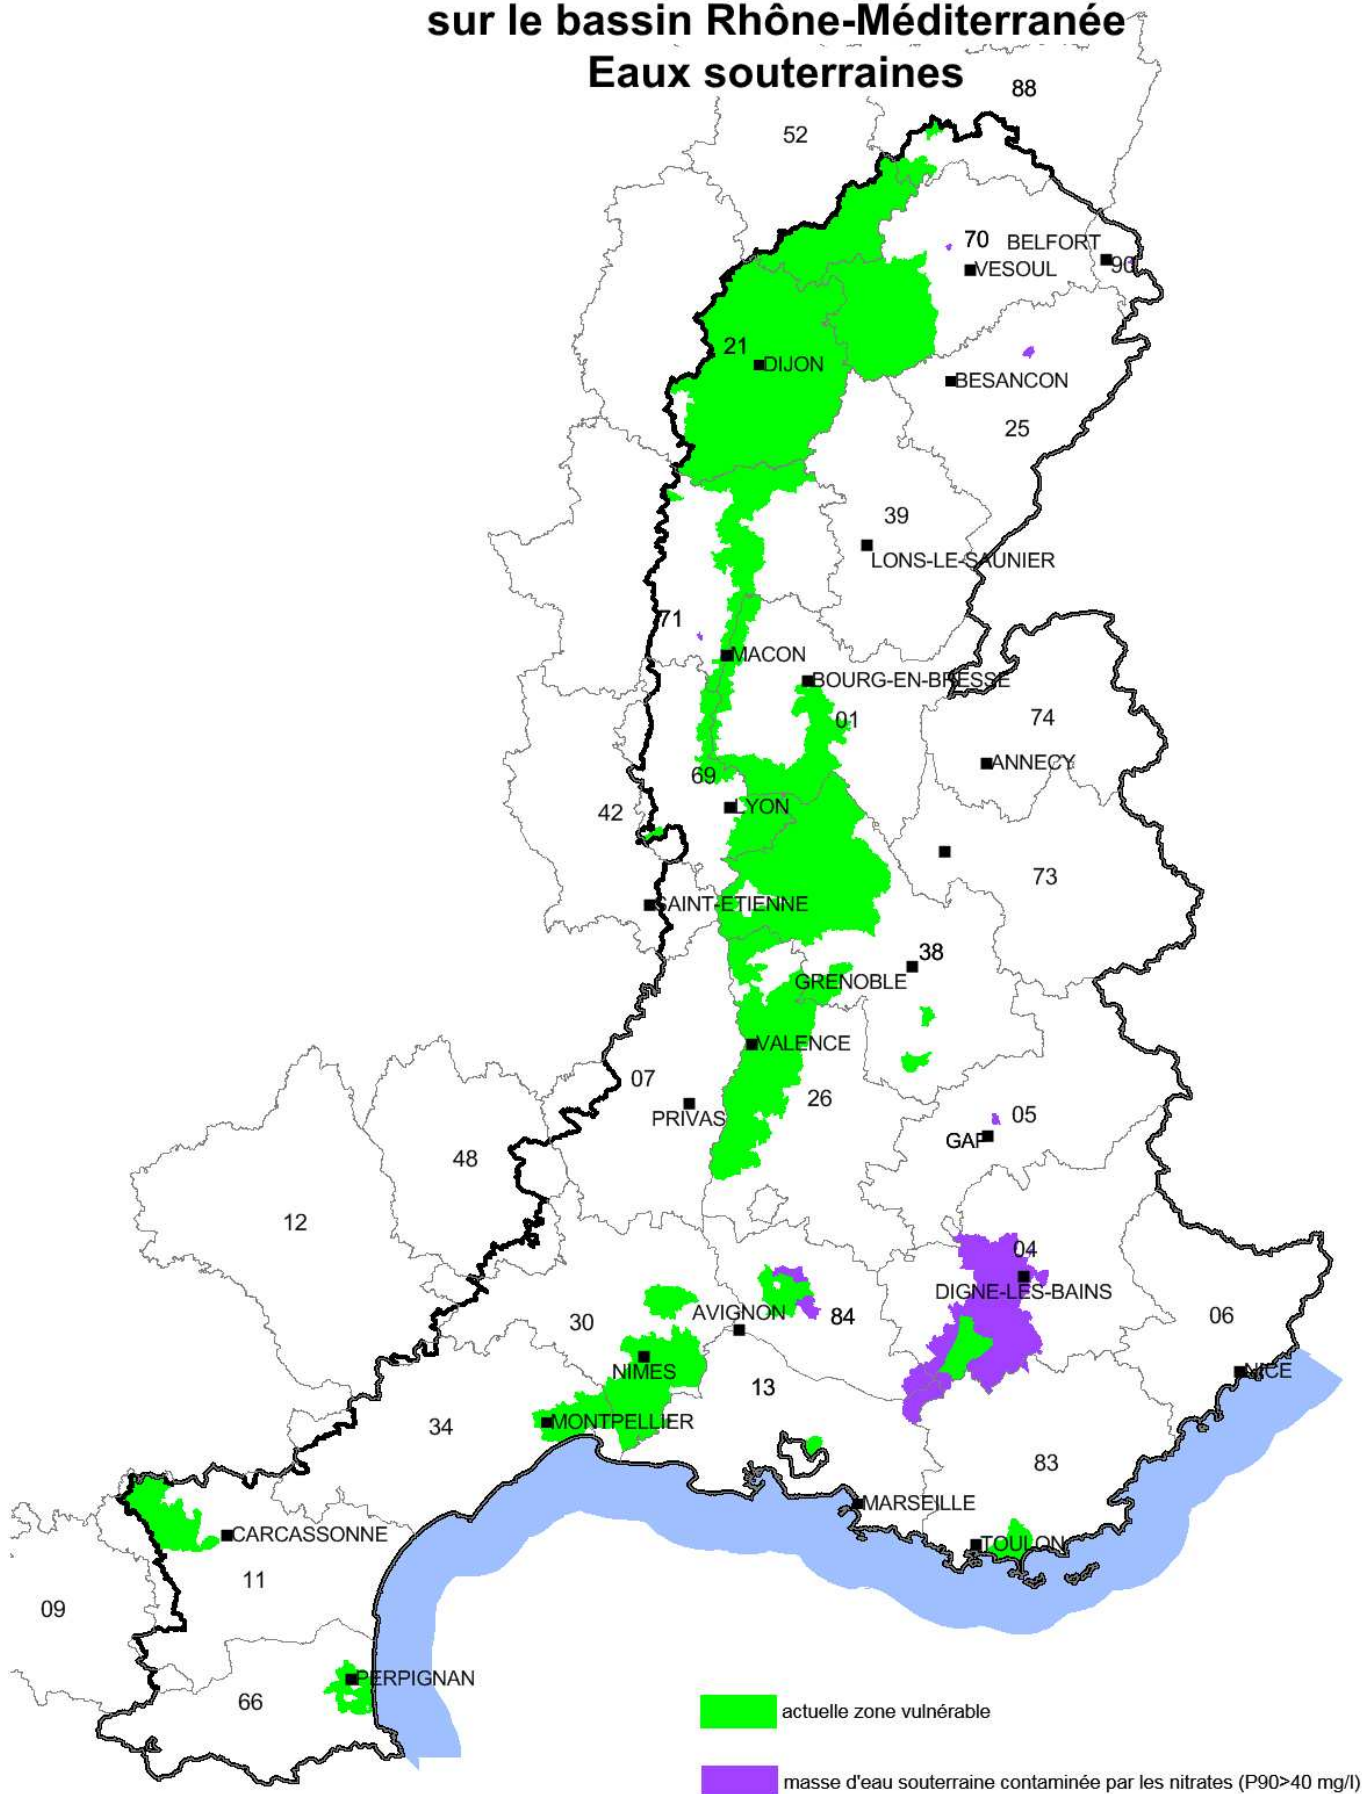 sur le bassin Rhône-Méditerranée
Eaux souterraines
88
52
70
BELFORT
90
VESOUL
21
DIJON
BESANCON
25
39
LONS-LE-SAUNIER
71
MACON
BOURG-EN-BRESSE
01
74
ANNECY
69
LYON
42
73
SAINT-ETIENNE
38
GRENOBLE
VALENCE
07
26
PRIVAS
05
GAP
48
12
04
DIGNE-LES-BAINS
AVIGNON
84
30
06
NIMES
NICE
13
MONTPELLIER
34
83
MARSEILLE
CARCASSONNE
TOULON
11
09
PERPIGNAN
66
actuelle zone vulnérable
masse d'eau souterraine contaminée par les nitrates (P90>40 mg/l)